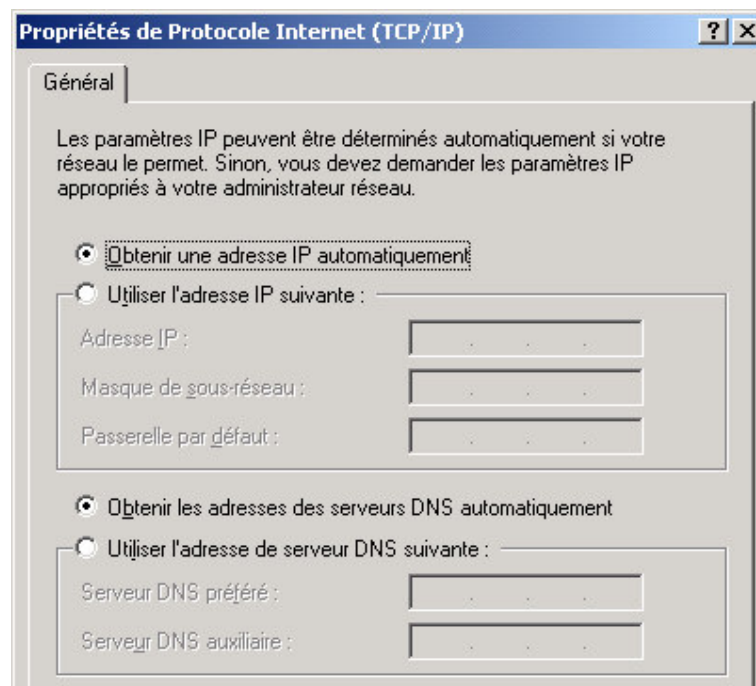 Propriétés de Protocole Internet (TCP/IP)
Général
Les paramètres IP peuvent être déterminés automatiquement si votre
réseau le permet. Sinon, vous devez demander les paramètres IP
appropriés à votre administrateur réseau.
Obtenir une adresse IP automatiquement
Utiliser l'adresse IP suivante :
Adresse IP :
Masque de sous-réseau :
Passerelle par défaut :
Obtenir les adresses des serveurs DNS automatiquement
Utiliser l'adresse de serveur DNS suivante :
Serveur DNS préféré :
Serveur DNS auxiliaire :